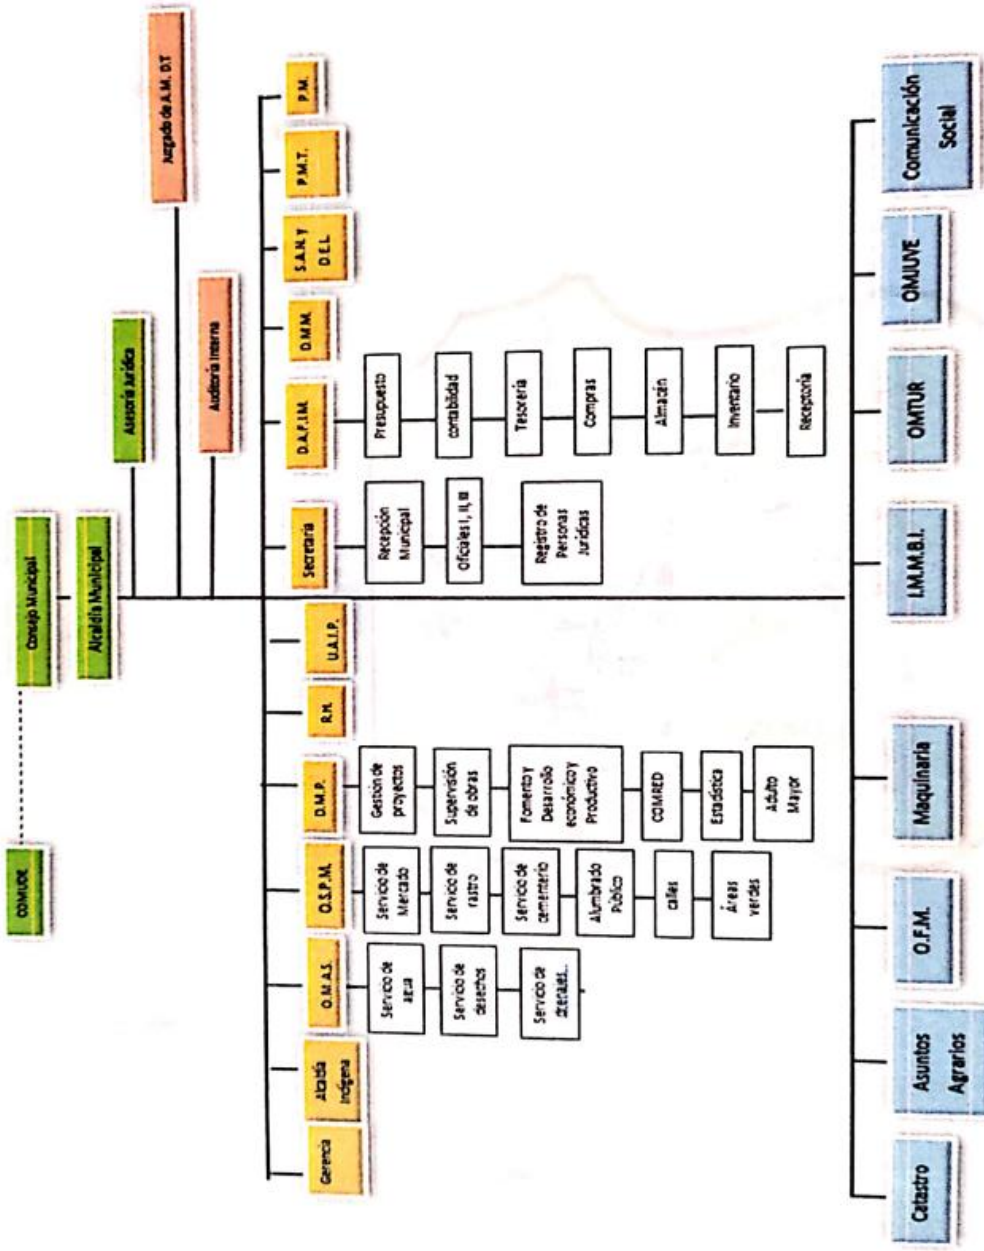 COMUDE
Consejo Municipal
Alcaldía Municipal
Asesoría Jurídica
Juzgado de A.M. D.T
Auditoría Interna
Gerencia
Alcaldía
Indígena
O.M.A.S.
Servicio de
agua
Servicio de
desechos
Servicio de
drenajes...
O.S.P.M.
Servicio de
Mercado
Servicio de
rastro
Servicio de
cementerio
Alumbrado
Público
calles
Áreas
verdes
D.M.P.
Gestión de
proyectos
Supervisión
de obras
Fomento y
Desarrollo
económico y
Productivo
COMRED
Estadística
Adulto
Mayor
R.H.
U.A.I.P.
Secretaría
Recepción
Municipal
Oficiales I, II, III
Registro de
Personas
Jurídicas
D.A.F.I.M.
Presupuesto
contabilidad
Tesorería
Compras
Almacén
Inventario
Receptoría
D.M.M.
S.A.N. Y
D.E.L.
P.M.T.
P.M.
Catastro
Asuntos
Agrarios
O.F.M.
Maquinaria
I.M.M.B.I.
OMTUR
OMJUVE
Comunicación
Social